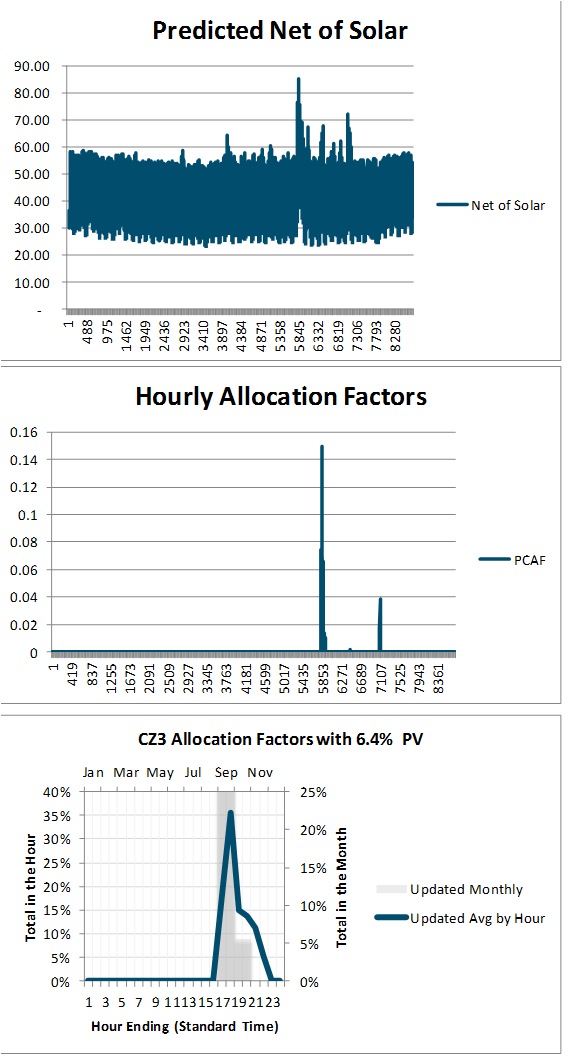 Predicted Net of Solar
90.00
80.00
70.00
60.00
50.00
40.00
30.00
20.00
10.00
-
1 488 975 1462 1949 2436 2923 3410 3897 4384 4871 5358 5845 6332 6819 7306 7793 8280
Net of Solar
Hourly Allocation Factors
0.16
0.14
0.12
0.1
0.08
0.06
0.04
0.02
0
1 419 837 1255 1673 2091 2509 2927 3345 3763 4181 4599 5017 5435 5853 6271 6689 7107 7525 7943 8361
PCAF
CZ3 Allocation Factors with 6.4% PV
Jan Mar May Jul Sep Nov
40%
35%
30%
25%
20%
15%
10%
5%
0%
Total in the Hour
25%
20%
15%
10%
5%
0%
Total in the Month
1 3 5 7 9 11 13 15 17 19 21 23
Hour Ending (Standard Time)
Updated Monthly
Updated Avg by Hour